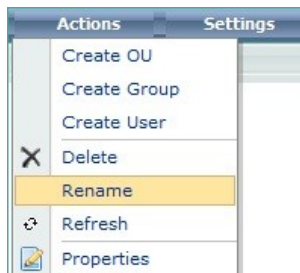 Actions Settings
Create OU
Create Group
Create User
Delete
Rename
Refresh
Properties